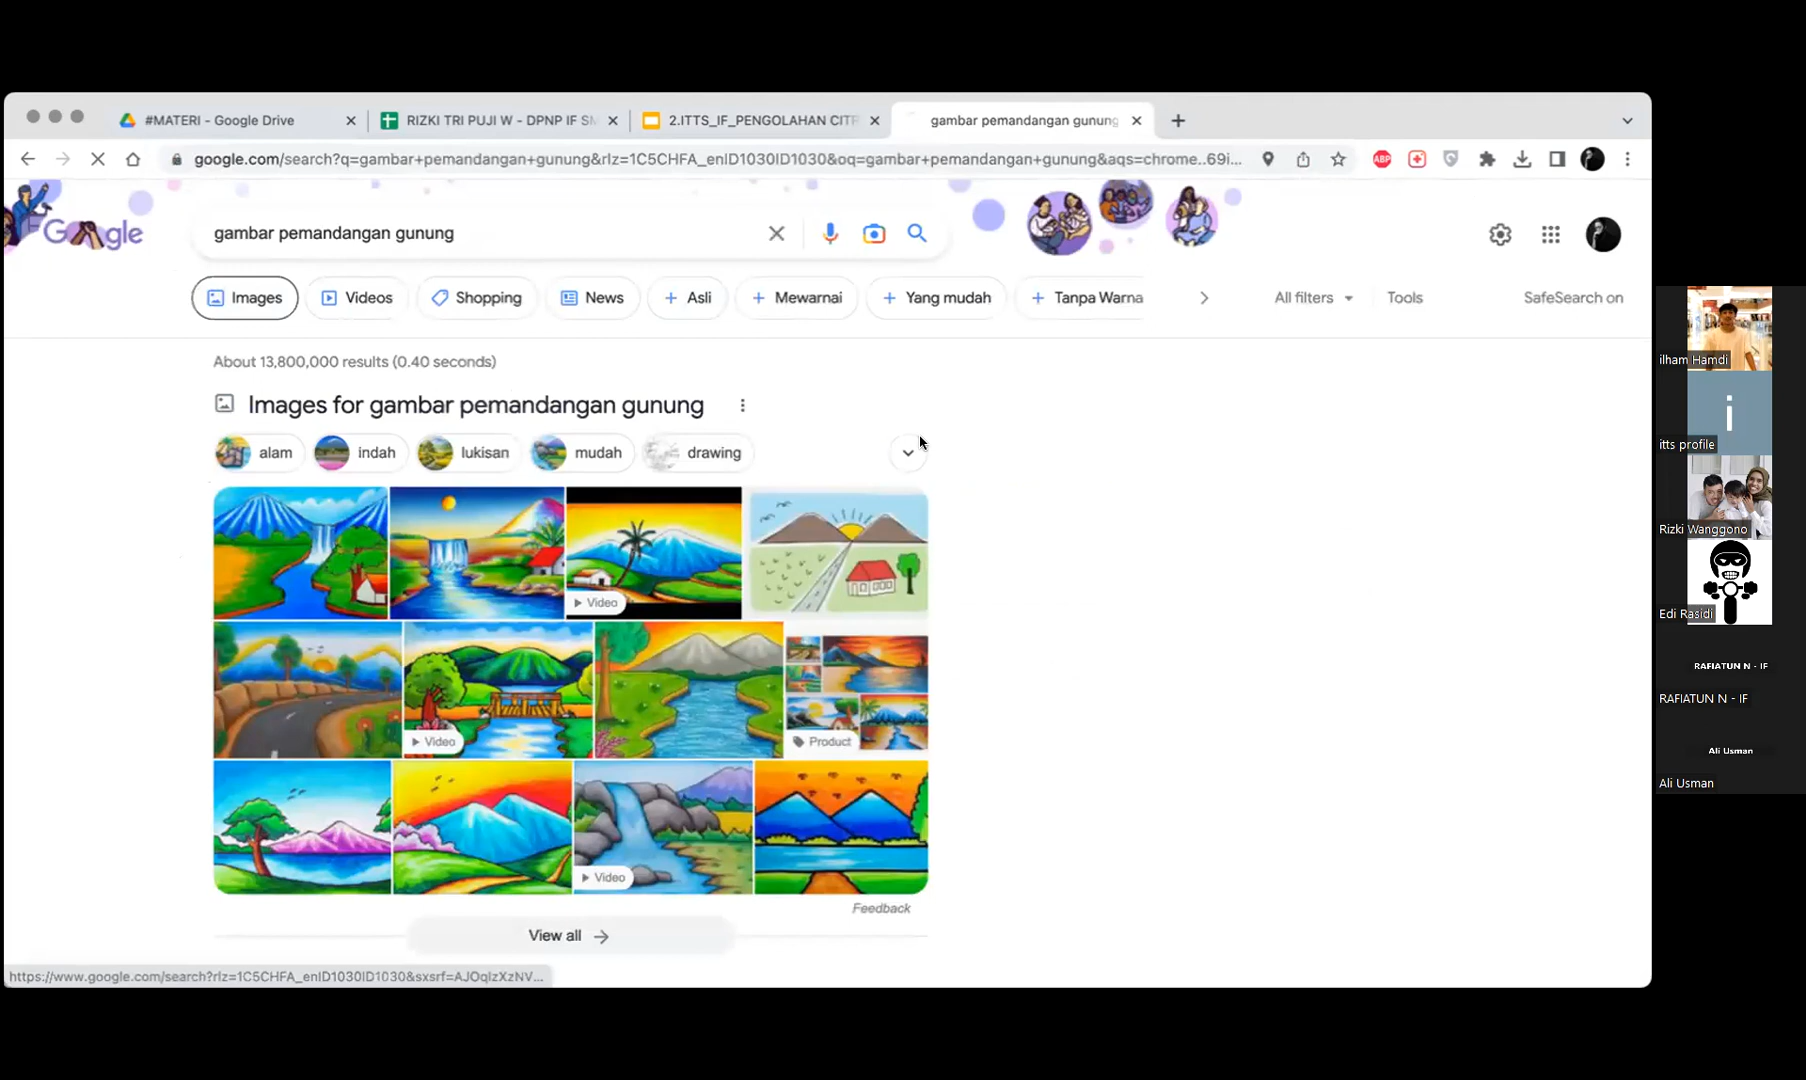 #MATERI - Google Drive
RIZKI TRI PUJI W - DPNP IF SM
2.ITTS_IF_PENGOLAHAN CITR
gambar pemandangan gunung
google.com/search?q=gambar+pemandangan+gunung&rlz=1C5CHFA_enID1030ID1030&oq=gambar+pemandangan+gunung&aqs=chrome..69i...
ABP
Google
gambar pemandangan gunung
Images
Videos
Shopping
News
Asli
Mewarnai
Yang mudah
Tanpa Warna
All filters
Tools
SafeSearch on
About 13,800,000 results (0.40 seconds)
Images for gambar pemandangan gunung
alam
indah
lukisan
mudah
drawing
Video
Video
Product
Video
Feedback
View all
https://www.google.com/search?rlz=1C5CHFA_enID1030ID1030&sxsrf=AJOqlzXzNV...
ilham Hamdi
i
itts profile
Rizki Wanggono
Edi Rasidi
RAFIATUN N - IF
RAFIATUN N - IF
Ali Usman
Ali Usman